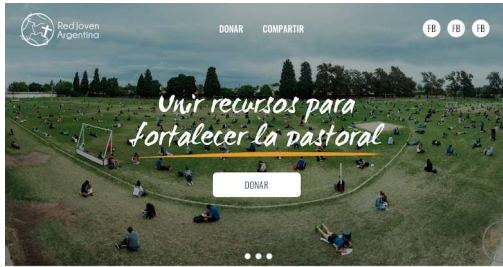 Red Joven
Argentina
DONAR COMPARTIR
FB FB FB
Unir recursos para
fortalecer la pastoral
DONAR